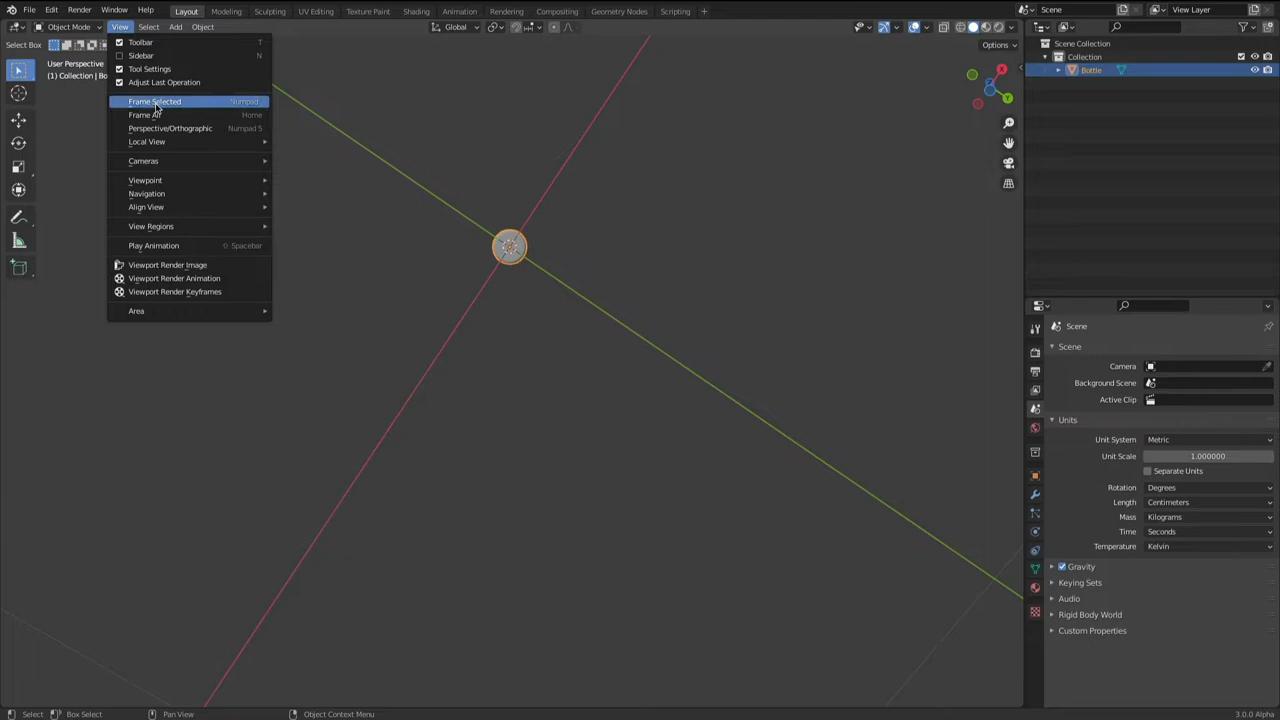 File Edit Render Window Help Layout Modeling Sculpting UV Editing Texture Paint Shading Animation Rendering Compositing Geometry Nodes Scripting + Scene View Layer
Object Mode View Select Add Object Global
Select Box Options
Toolbar T
Sidebar N
Tool Settings
Adjust Last Operation
Frame Selected Numpad .
Frame All Home
Perspective/Orthographic Numpad 5
Local View
Cameras
Viewpoint
Navigation
Align View
View Regions
Play Animation ⇧ Spacebar
Viewport Render Image
Viewport Render Animation
Viewport Render Keyframes
Area
User Perspective
(1) Collection | Bo
X
Y
Z
Scene Collection
Collection
Bottle
Scene
Scene
Camera
Background Scene
Active Clip
Units
Unit System Metric
Unit Scale 1.000000
Separate Units
Rotation Degrees
Length Centimeters
Mass Kilograms
Time Seconds
Temperature Kelvin
Gravity
Keying Sets
Audio
Rigid Body World
Custom Properties
Select Box Select Pan View Object Context Menu 3.0.0 Alpha